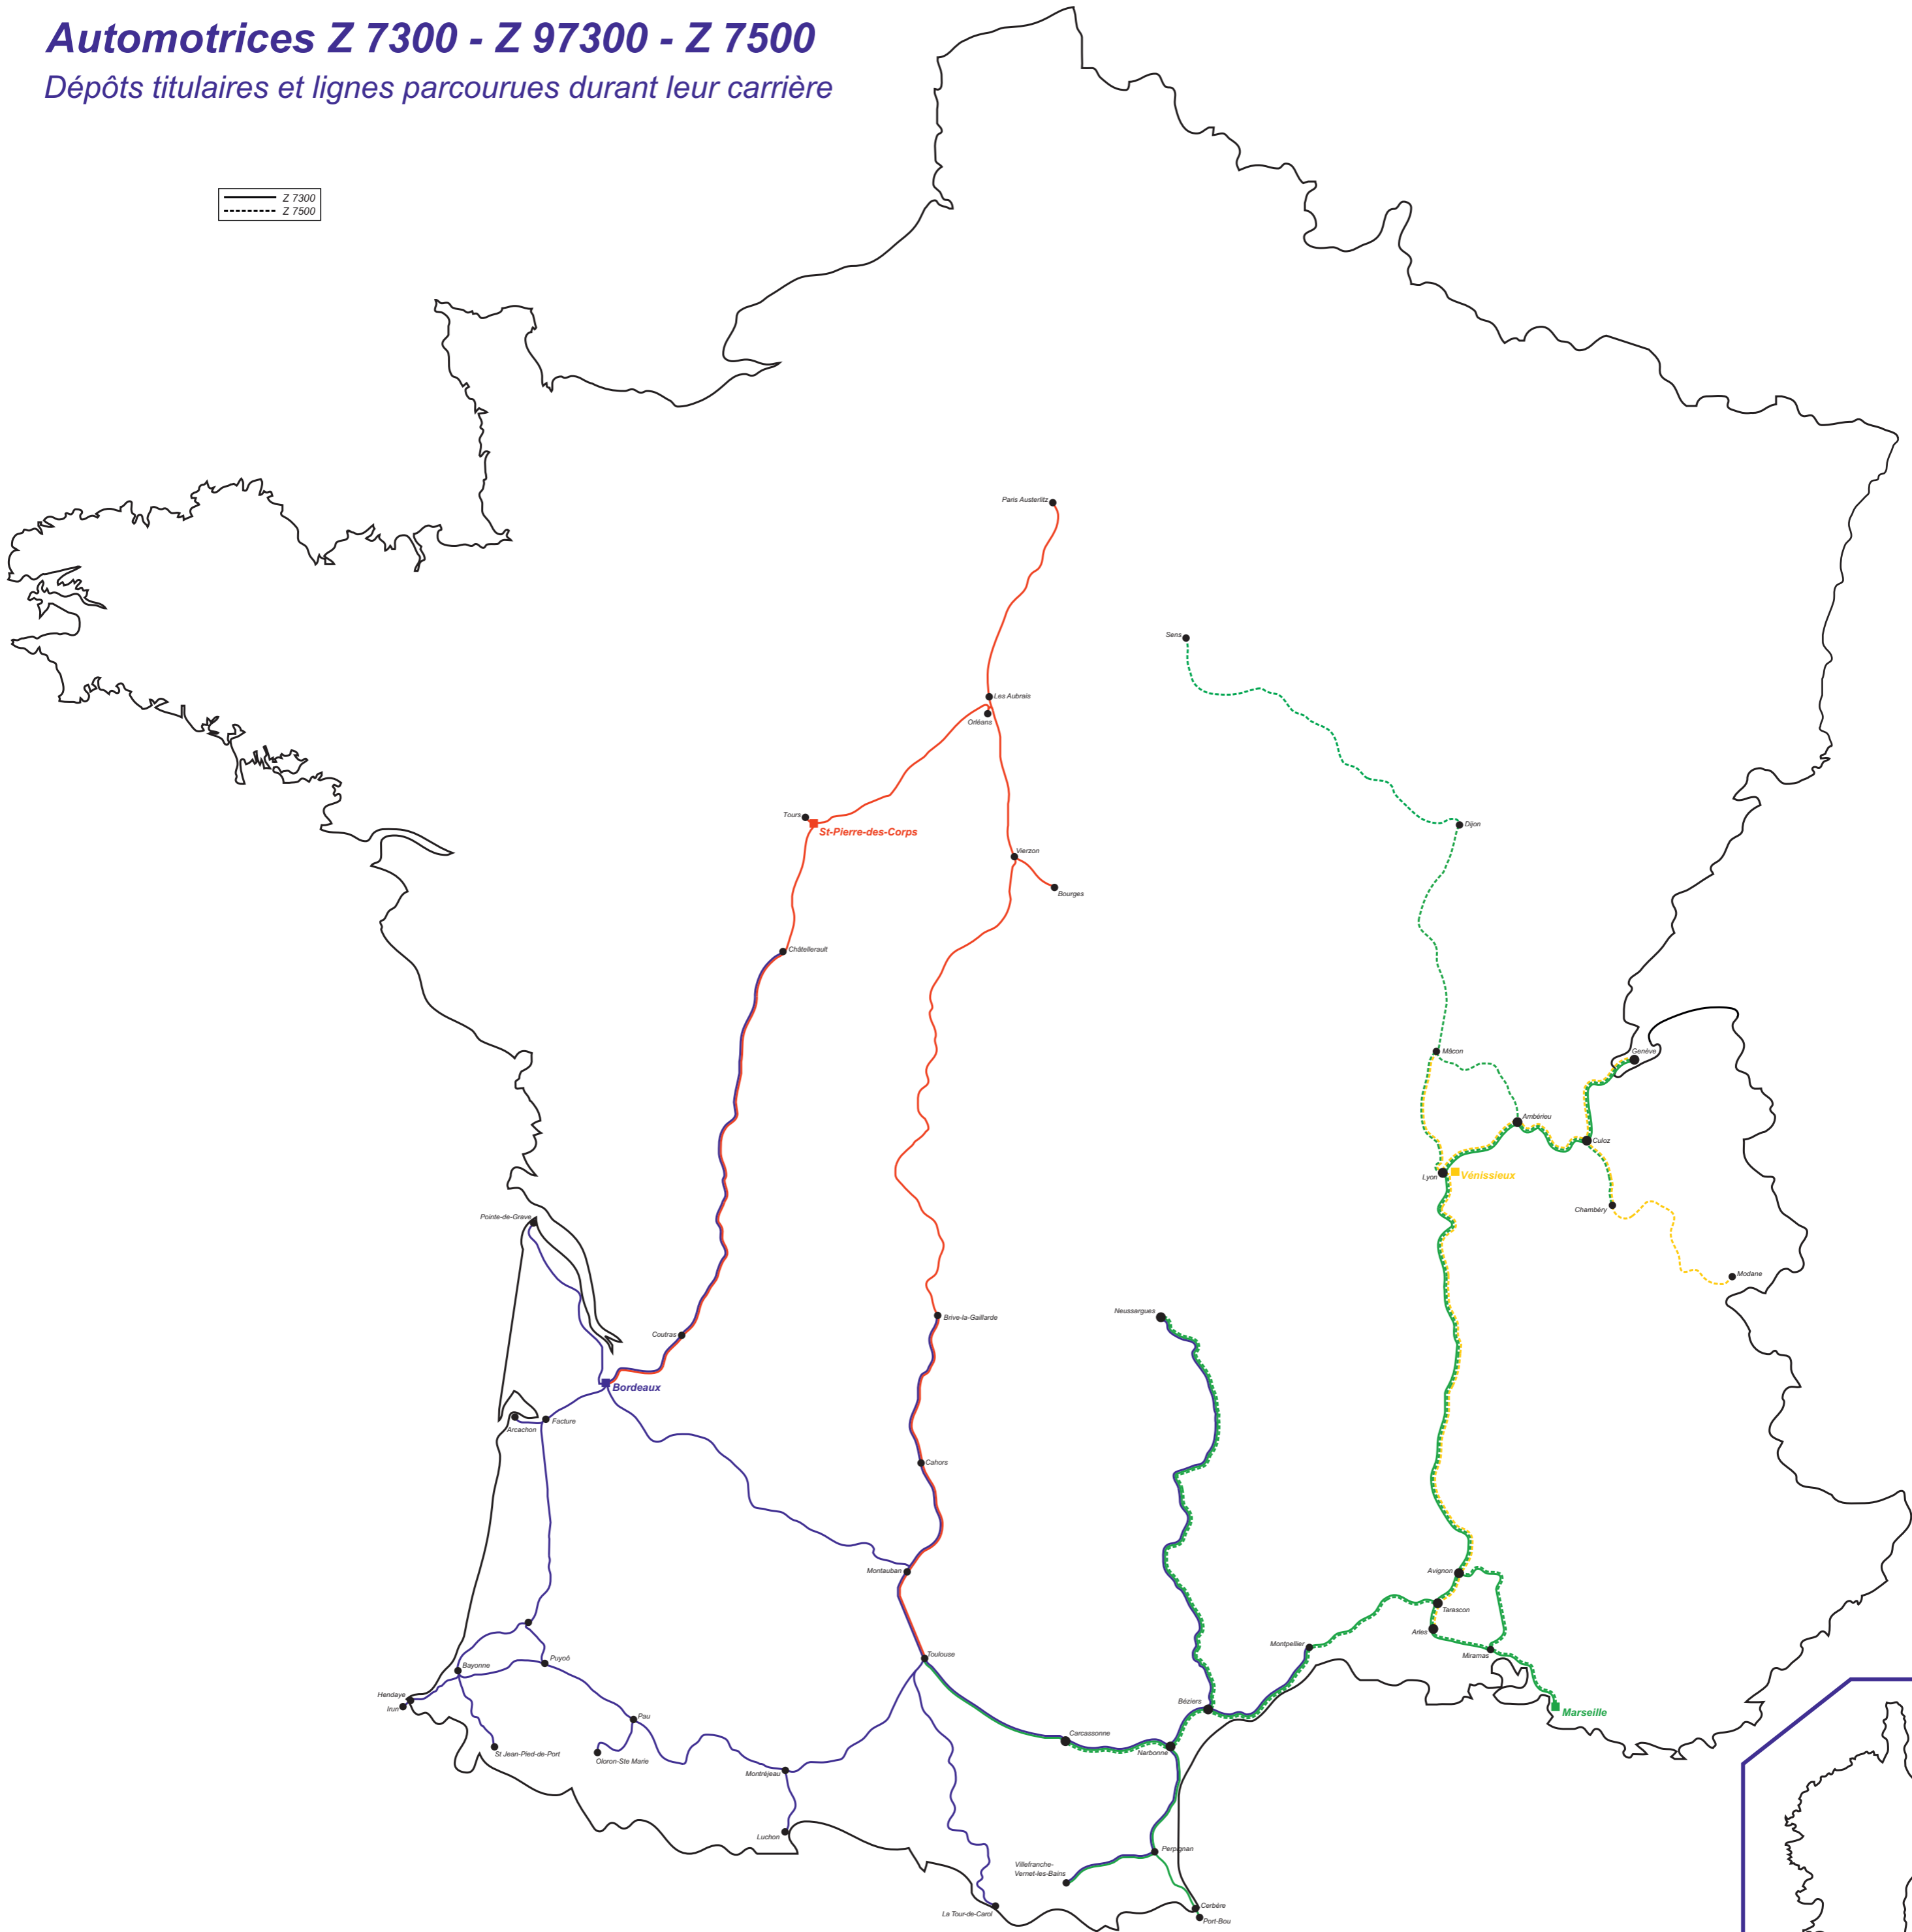 Automotrices Z 7300 - Z 97300 - Z 7500
Dépôts titulaires et lignes parcourues durant leur carrière
Z 7300
Z 7500
Paris Austerlitz
Sens
Les Aubrais
Orléans
Tours
St-Pierre-des-Corps
Dijon
Vierzon
Bourges
Châtellerault
Mâcon
Genève
Ambérieu
Culoz
Lyon
Vénissieux
Chambéry
Pointe-de-Grave
Modane
Neussargues
Brive-la-Gaillarde
Coutras
Bordeaux
Facture
Arcachon
Cahors
Montauban
Avignon
Tarascon
Arles
Montpellier
Miramas
Toulouse
Puyoô
Bayonne
Hendaye
Irun
Béziers
Marseille
Pau
Carcassonne
Narbonne
St Jean-Pied-de-Port
Oloron-Ste Marie
Montréjeau
Luchon
Perpignan
Villefranche-
Vernet-les-Bains
Cerbère
La Tour-de-Carol
Port-Bou